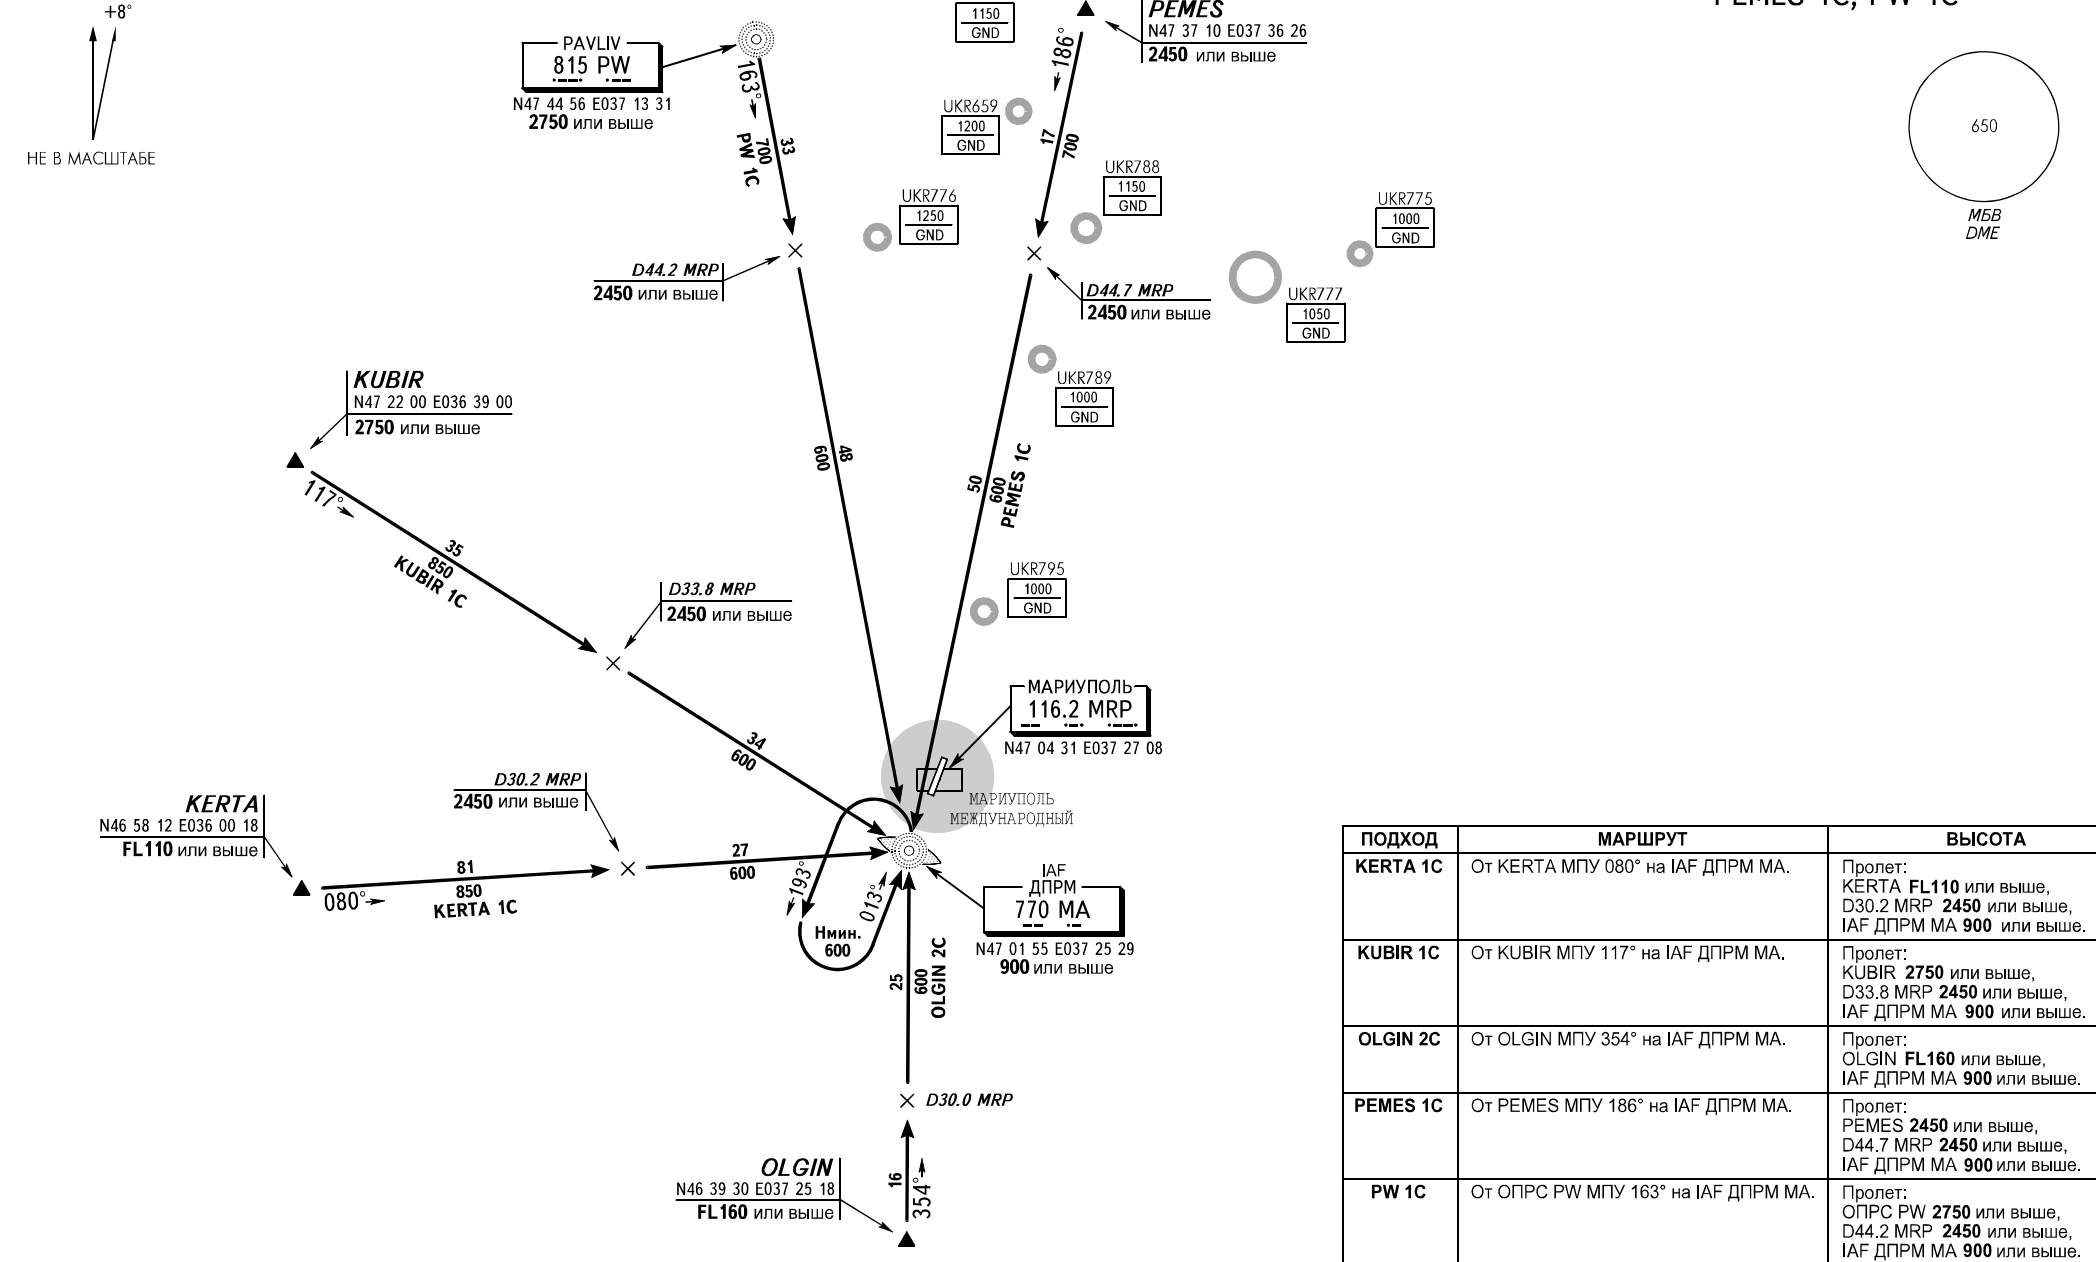 +8°
НЕ В МАСШТАБЕ
PAVLIV
815 PW
N47 44 56 E037 13 31
2750 или выше
163°
33
700
PW 1C
1150
GND
PEMES
N47 37 10 E037 36 26
2450 или выше
186°
17
700
650
МБВ
DME
UKR659
1200
GND
UKR788
1150
GND
UKR776
1250
GND
UKR775
1000
GND
D44.2 MRP
2450 или выше
D44.7 MRP
2450 или выше
UKR777
1050
GND
UKR789
1000
GND
KUBIR
N47 22 00 E036 39 00
2750 или выше
117°
35
850
KUBIR 1C
48
600
50
600
PEMES 1C
UKR795
1000
GND
D33.8 MRP
2450 или выше
34
600
МАРИУПОЛЬ
116.2 MRP
N47 04 31 E037 27 08
МАРИУПОЛЬ
МЕЖДУНАРОДНЫЙ
D30.2 MRP
2450 или выше
KERTA
N46 58 12 E036 00 18
FL110 или выше
080°
81
850
KERTA 1C
27
600
193°
013°
Нмин.
600
IAF
ДПРМ
770 MA
N47 01 55 E037 25 29
900 или выше
25
600
OLGIN 2C
D30.0 MRP
16
354°
OLGIN
N46 39 30 E037 25 18
FL160 или выше
ПОДХОД МАРШРУТ ВЫСОТА
KERTA 1C От KERTA МПУ 080° на IAF ДПРМ МА. Пролет:
KERTA FL110 или выше,
D30.2 MRP 2450 или выше,
IAF ДПРМ МА 900 или выше.
KUBIR 1C От KUBIR МПУ 117° на IAF ДПРМ МА. Пролет:
KUBIR 2750 или выше,
D33.8 MRP 2450 или выше,
IAF ДПРМ МА 900 или выше.
OLGIN 2C От OLGIN МПУ 354° на IAF ДПРМ МА. Пролет:
OLGIN FL160 или выше,
IAF ДПРМ МА 900 или выше.
PEMES 1C От PEMES МПУ 186° на IAF ДПРМ МА. Пролет:
PEMES 2450 или выше,
D44.7 MRP 2450 или выше,
IAF ДПРМ МА 900 или выше.
PW 1C От ОПРС PW МПУ 163° на IAF ДПРМ МА. Пролет:
ОПРС PW 2750 или выше,
D44.2 MRP 2450 или выше,
IAF ДПРМ МА 900 или выше.